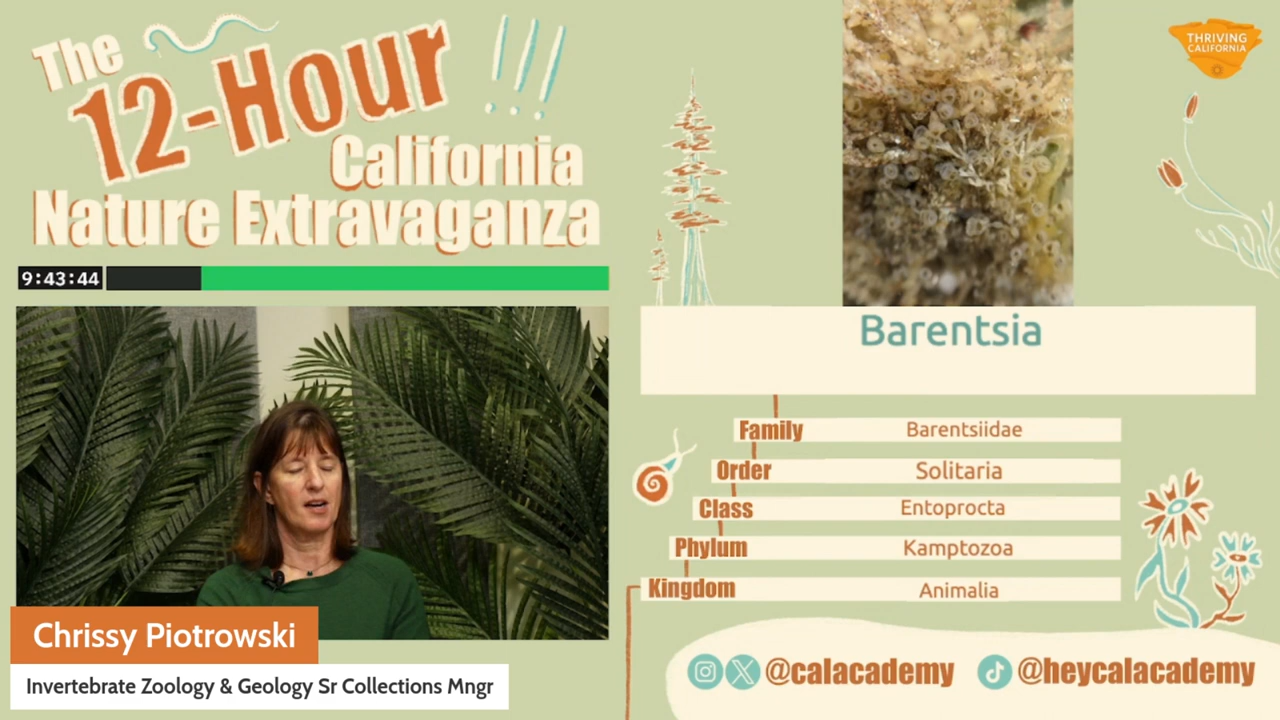 The
12-Hour
!!!
California
Nature Extravaganza
9:43:44
Chrissy Piotrowski
Invertebrate Zoology & Geology Sr Collections Mngr
THRIVING
CALIFORNIA
Barentsia
Family Barentsiidae
Order Solitaria
Class Entoprocta
Phylum Kamptozoa
Kingdom Animalia
@calacademy @heycalacademy